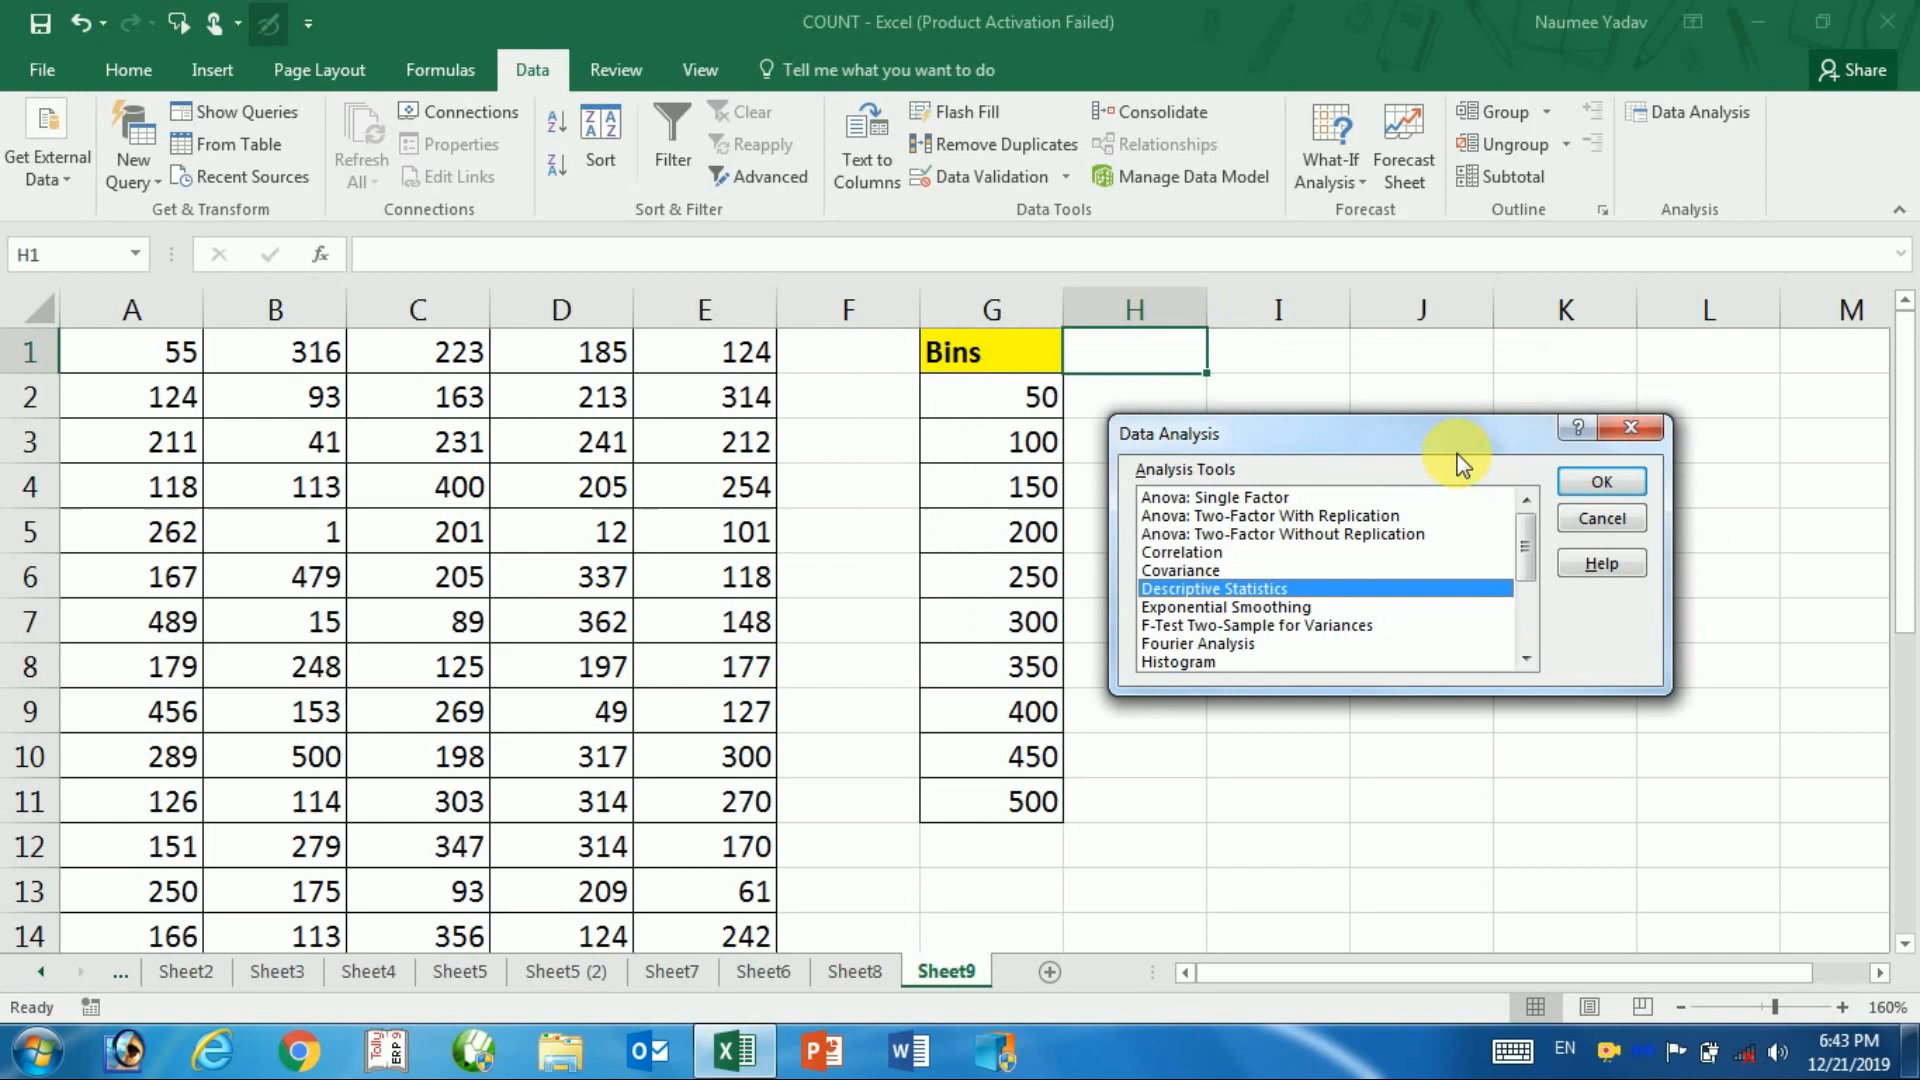 COUNT - Excel (Product Activation Failed)
Naumee Yadav
File Home Insert Page Layout Formulas Data Review View Tell me what you want to do Share
Get External Data
New Query
Show Queries
From Table
Recent Sources
Get & Transform
Refresh All
Connections
Properties
Edit Links
Connections
Sort
Filter
Clear
Reapply
Advanced
Sort & Filter
Text to Columns
Flash Fill
Remove Duplicates
Data Validation
Consolidate
Relationships
Manage Data Model
Data Tools
What-If Analysis
Forecast Sheet
Forecast
Group
Ungroup
Subtotal
Outline
Data Analysis
Analysis
H1 fx
A B C D E F G H I J K L M
1 55 316 223 185 124 Bins
2 124 93 163 213 314 50
3 211 41 231 241 212 100
4 118 113 400 205 254 150
5 262 1 201 12 101 200
6 167 479 205 337 118 250
7 489 15 89 362 148 300
8 179 248 125 197 177 350
9 456 153 269 49 127 400
10 289 500 198 317 300 450
11 126 114 303 314 270 500
12 151 279 347 314 170
13 250 175 93 209 61
14 166 113 356 124 242
Data Analysis
?
Analysis Tools
Anova: Single Factor
Anova: Two-Factor With Replication
Anova: Two-Factor Without Replication
Correlation
Covariance
Descriptive Statistics
Exponential Smoothing
F-Test Two-Sample for Variances
Fourier Analysis
Histogram
OK
Cancel
Help
... Sheet2 Sheet3 Sheet4 Sheet5 Sheet5 (2) Sheet7 Sheet6 Sheet8 Sheet9
Ready
160%
EN
6:43 PM
12/21/2019